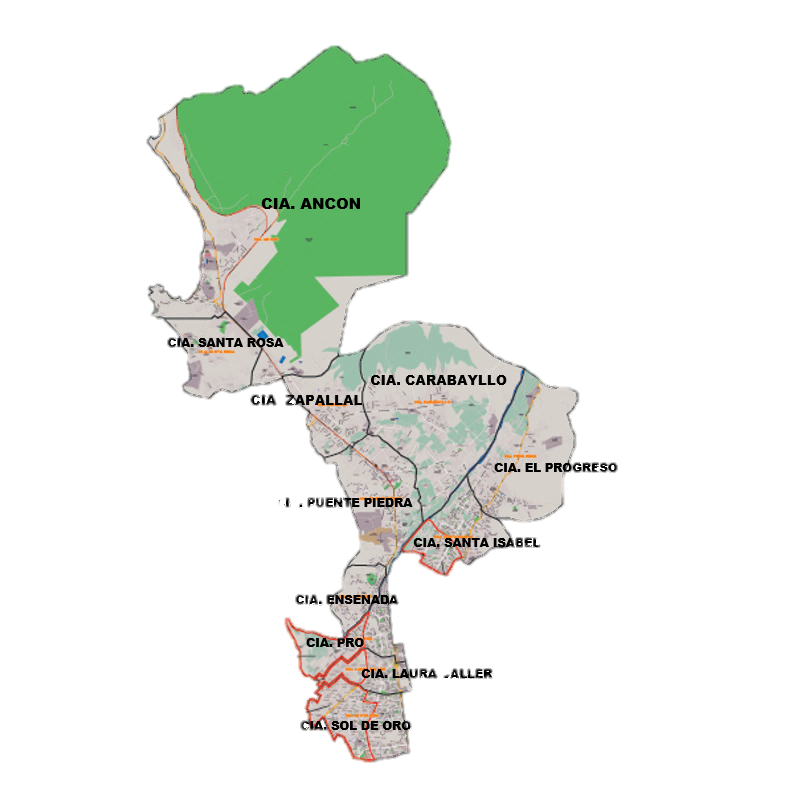 CIA. ANCON
CIA. SANTA ROSA
CIA. CARABAYLLO
CIA ZAPALLAL
CIA. EL PROGRESO
. PUENTE PIEDRA
CIA. SANTA ISABEL
CIA. ENSENADA
CIA. PRO
CIA. LAURA
CIA. SOL DE ORO